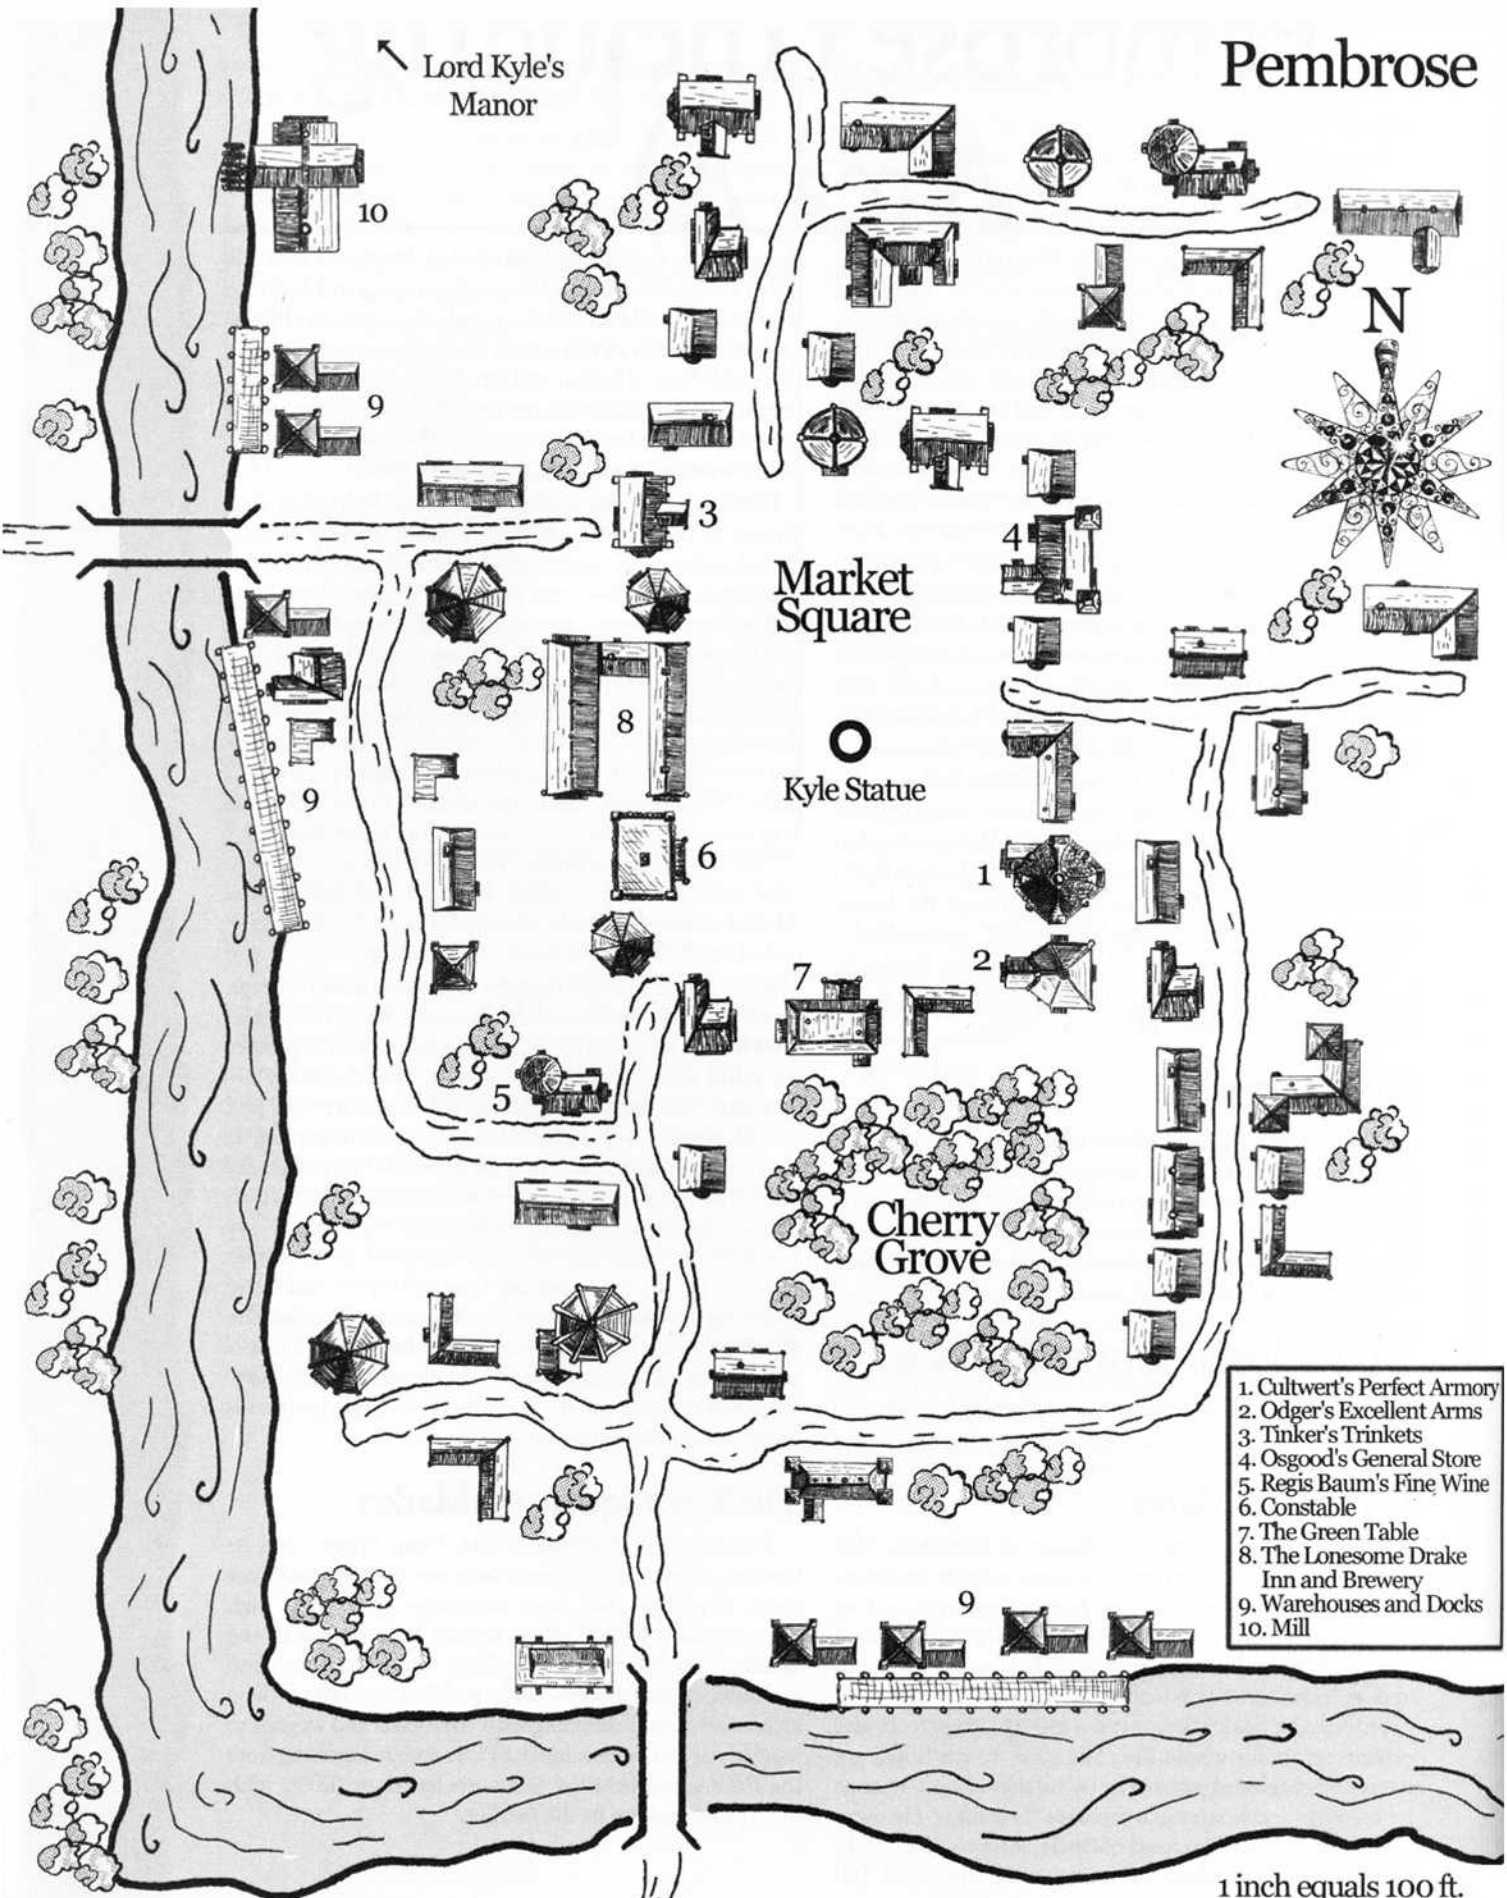 Pembrose
Lord Kyle's
Manor
10
N
9
3
4
Market
Square
8
Kyle Statue
9
6
1
2
7
5
Cherry
Grove
1. Cultwert's Perfect Armory
2. Odger's Excellent Arms
3. Tinker's Trinkets
4. Osgood's General Store
5. Regis Baum's Fine Wine
6. Constable
7. The Green Table
8. The Lonesome Drake
Inn and Brewery
9. Warehouses and Docks
10. Mill
9
1 inch equals 100 ft.